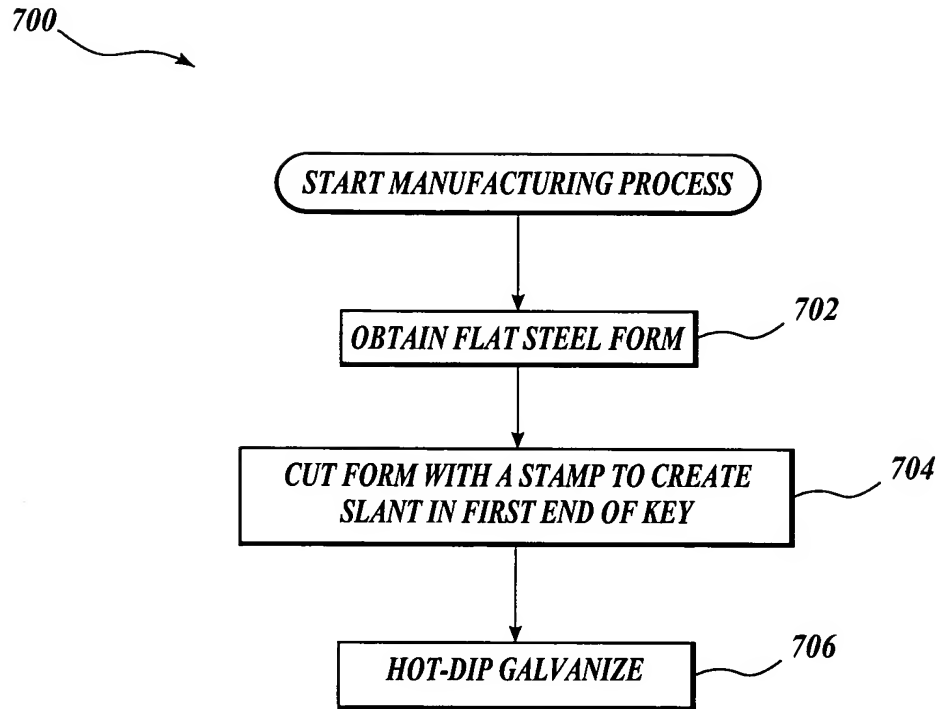 700
START MANUFACTURING PROCESS
702
OBTAIN FLAT STEEL FORM
704
CUT FORM WITH A STAMP TO CREATE
SLANT IN FIRST END OF KEY
706
HOT-DIP GALVANIZE